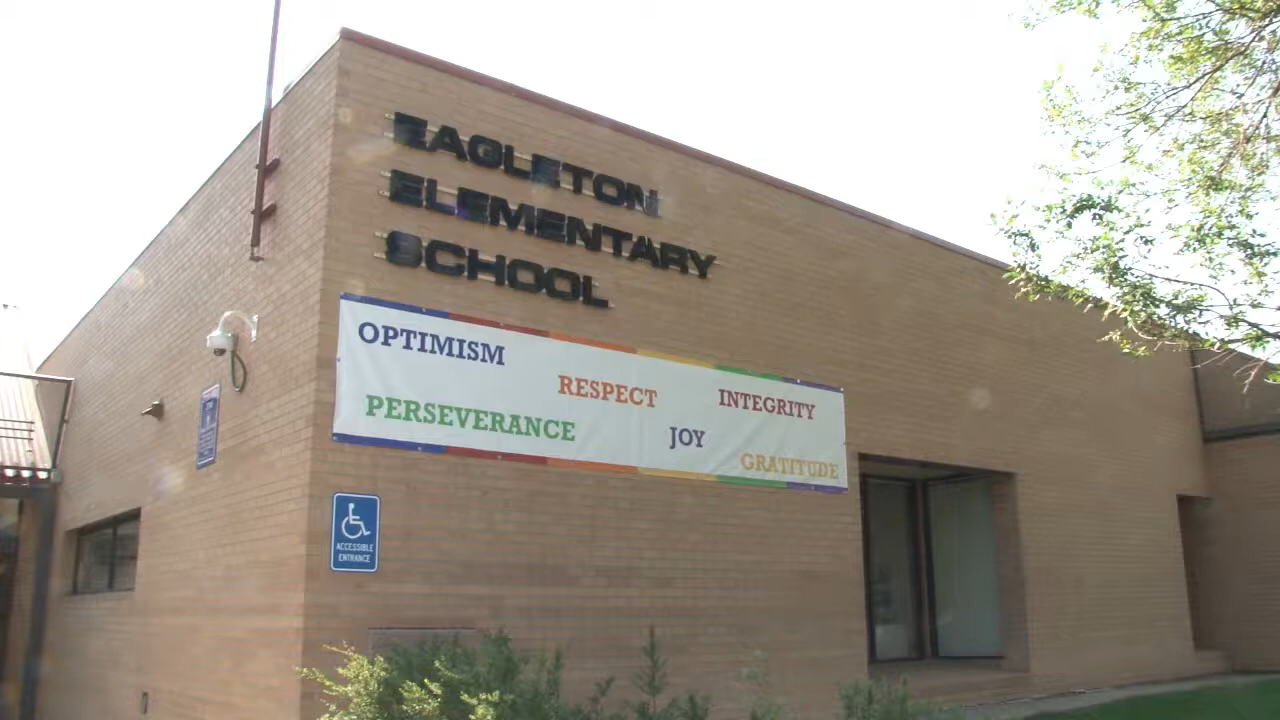 EAGLETON
ELEMENTARY
SCHOOL
OPTIMISM
RESPECT
INTEGRITY
PERSEVERANCE
JOY
GRATITUDE
ACCESSIBLE
ENTRANCE